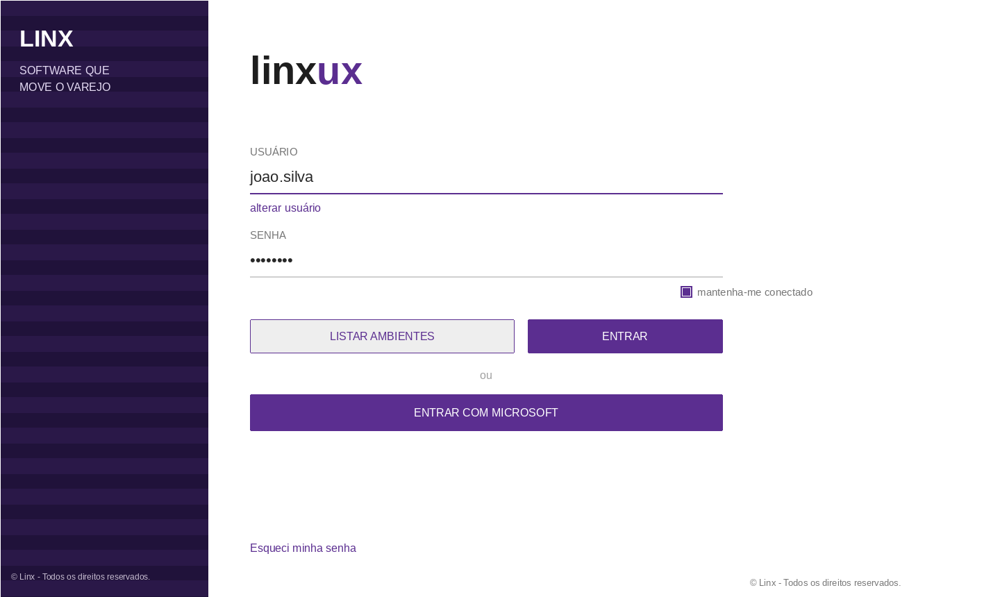 LINX
SOFTWARE QUE
MOVE O VAREJO
© Linx - Todos os direitos reservados.
linxux
USUÁRIO
joao.silva
alterar usuário
SENHA
••••••••
mantenha-me conectado
LISTAR AMBIENTES
ENTRAR
ou
ENTRAR COM MICROSOFT
Esqueci minha senha
© Linx - Todos os direitos reservados.